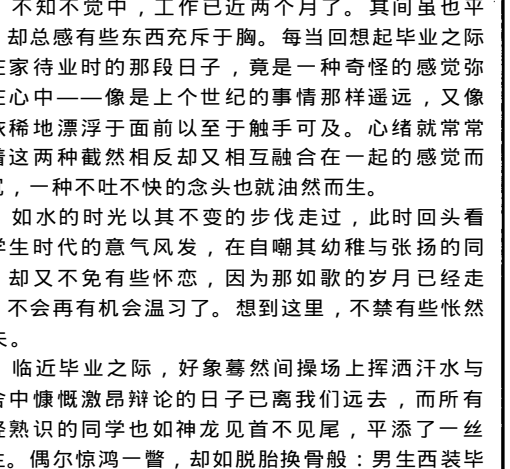 不知不觉中，工作已近两个月了。其间虽也平
，却总感有些东西充斥于胸。每当回想起毕业之际
在家待业时的那段日子，竟是一种奇怪的感觉弥
在心中——像是上个世纪的事情那样遥远，又像
依稀地漂浮于面前以至于触手可及。心绪就常常
着这两种截然相反却又相互融合在一起的感觉而
，一种不吐不快的念头也就油然而生。
如水的时光以其不变的步伐走过，此时回头看
学生时代的意气风发，在自嘲其幼稚与张扬的同
，却又不免有些怀恋，因为那如歌的岁月已经走
，不会再有机会温习了。想到这里，不禁有些怅然
失。
临近毕业之际，好象蓦然间操场上挥洒汗水与
舍中慷慨激昂辩论的日子已离我们远去，而所有
经熟识的同学也如神龙见首不见尾，平添了一丝
。偶尔惊鸿一瞥，却如脱胎换骨般：男生西装毕